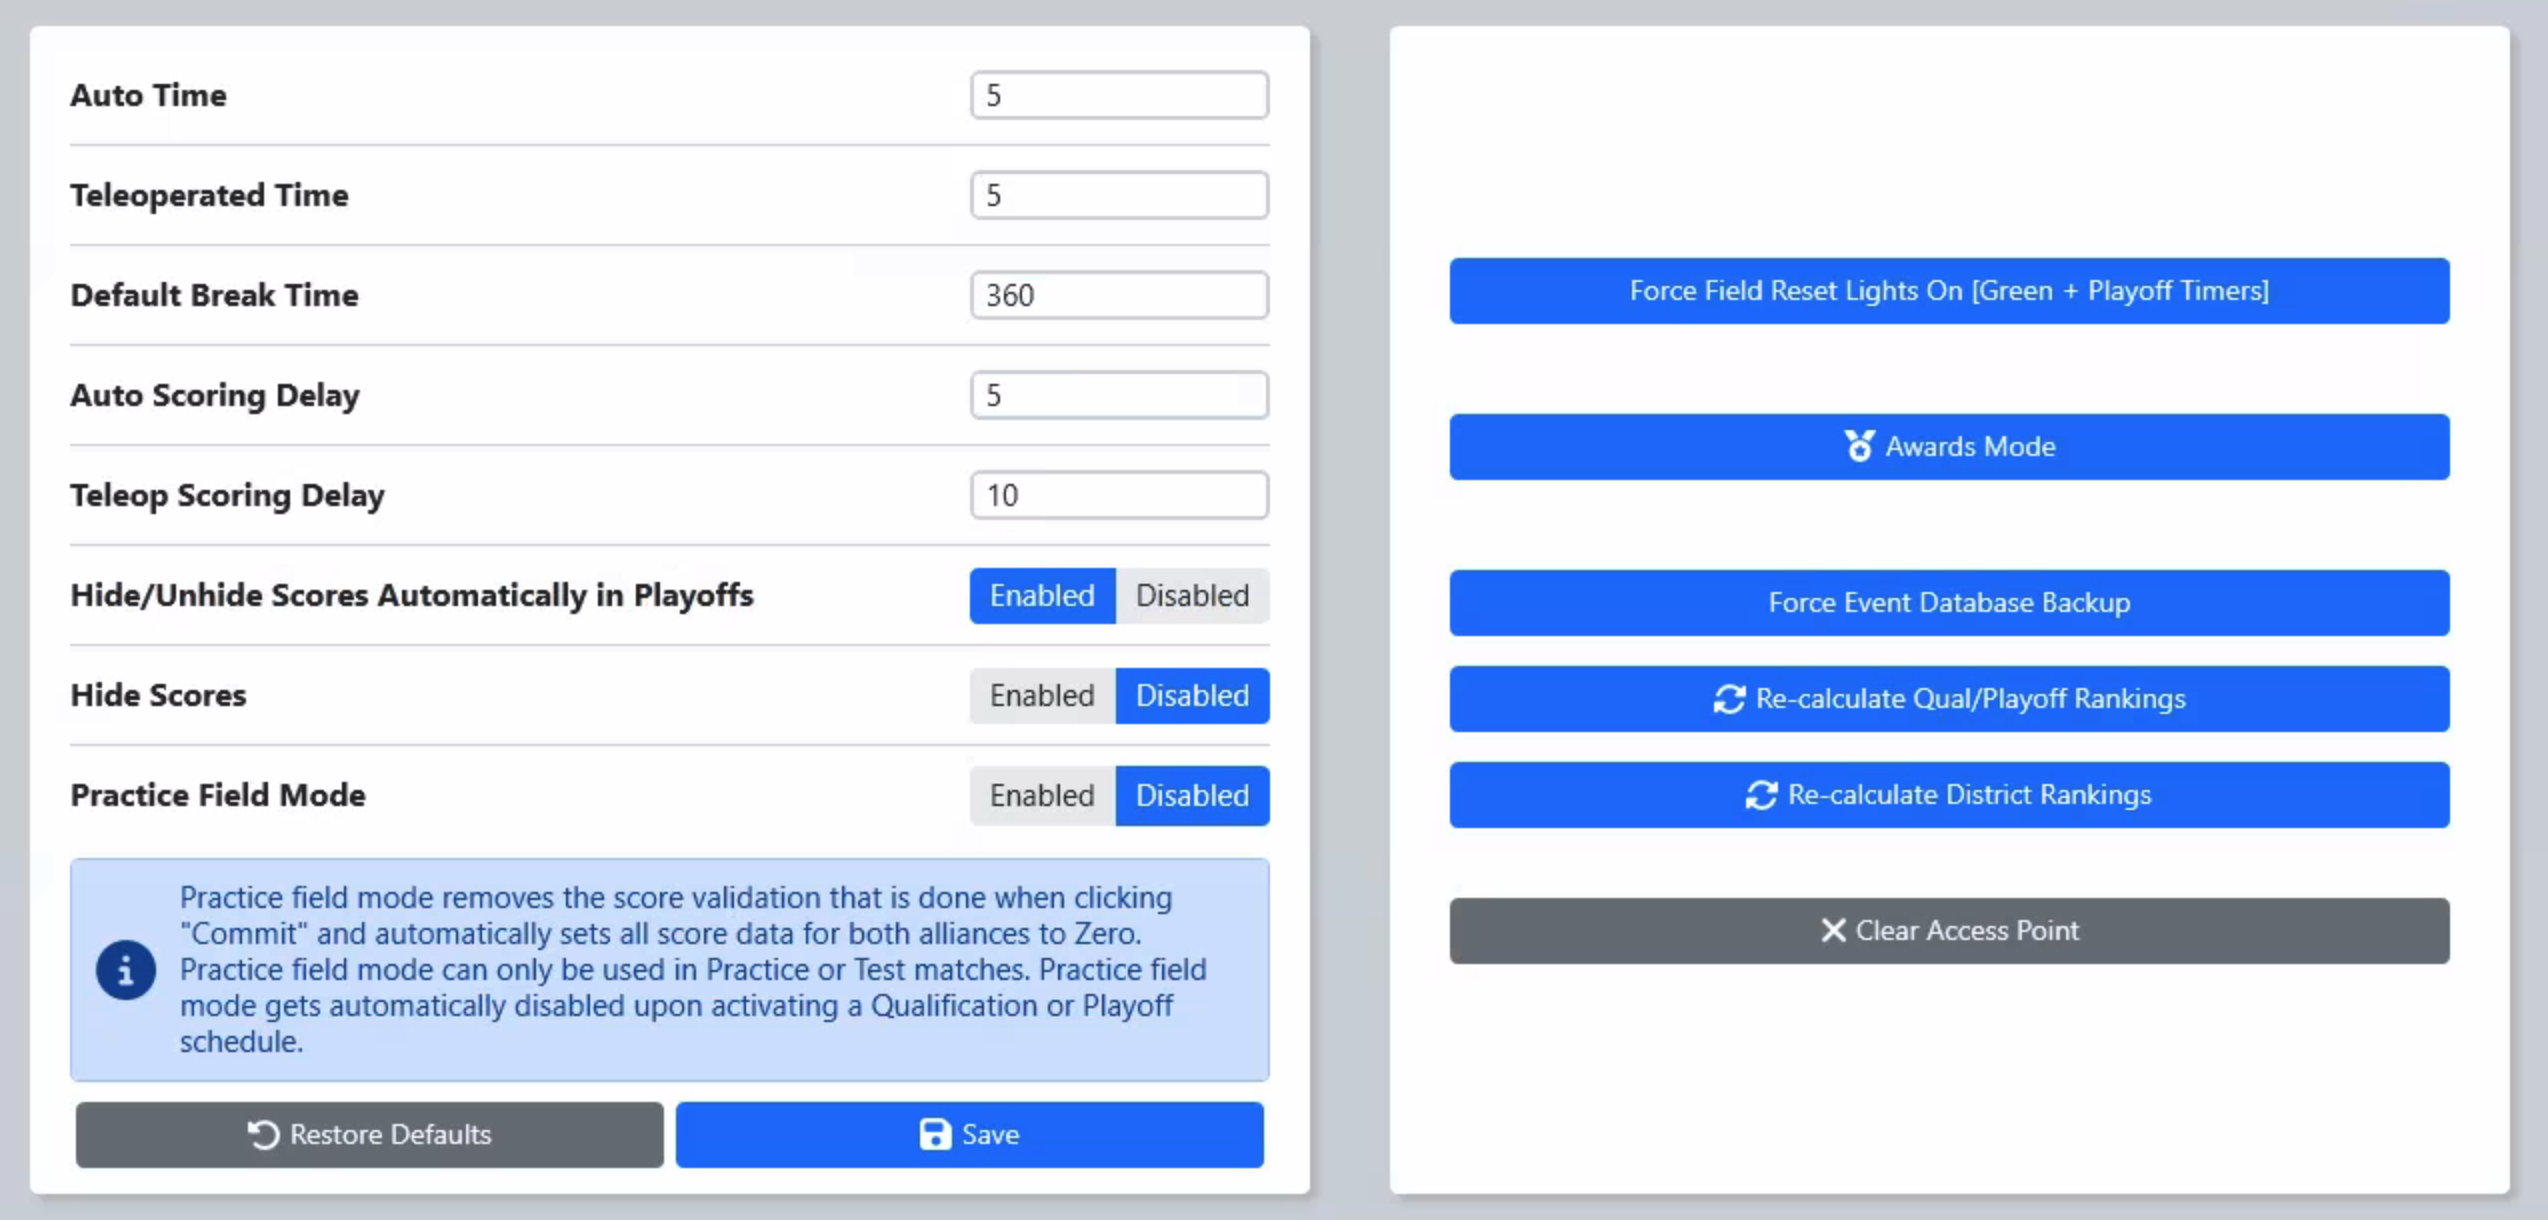 Auto Time
5
Teleoperated Time
5
Default Break Time
360
Auto Scoring Delay
5
Teleop Scoring Delay
10
Hide/Unhide Scores Automatically in Playoffs
Enabled Disabled
Hide Scores
Enabled Disabled
Practice Field Mode
Enabled Disabled
Practice field mode removes the score validation that is done when clicking
"Commit" and automatically sets all score data for both alliances to Zero.
Practice field mode can only be used in Practice or Test matches. Practice field
mode gets automatically disabled upon activating a Qualification or Playoff
schedule.
Restore Defaults
Save
Force Field Reset Lights On [Green + Playoff Timers]
Awards Mode
Force Event Database Backup
Re-calculate Qual/Playoff Rankings
Re-calculate District Rankings
Clear Access Point